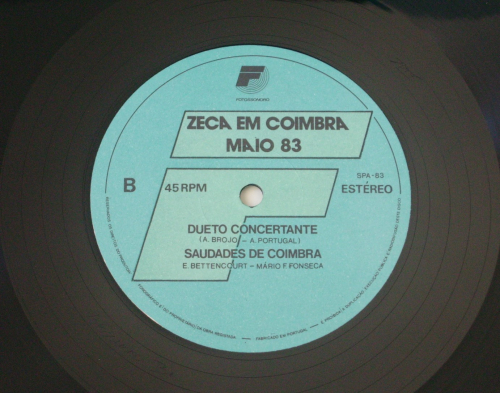 FOTOSSONORO
ZECA EM COIMBRA
MAIO 83
SPA-83
B
45 RPM
ESTÉREO
DUETO CONCERTANTE
(A. BROJO – A. PORTUGAL)
SAUDADES DE COIMBRA
E. BETTENCOURT – MÁRIO F. FONSECA
FABRICADO EM PORTUGAL